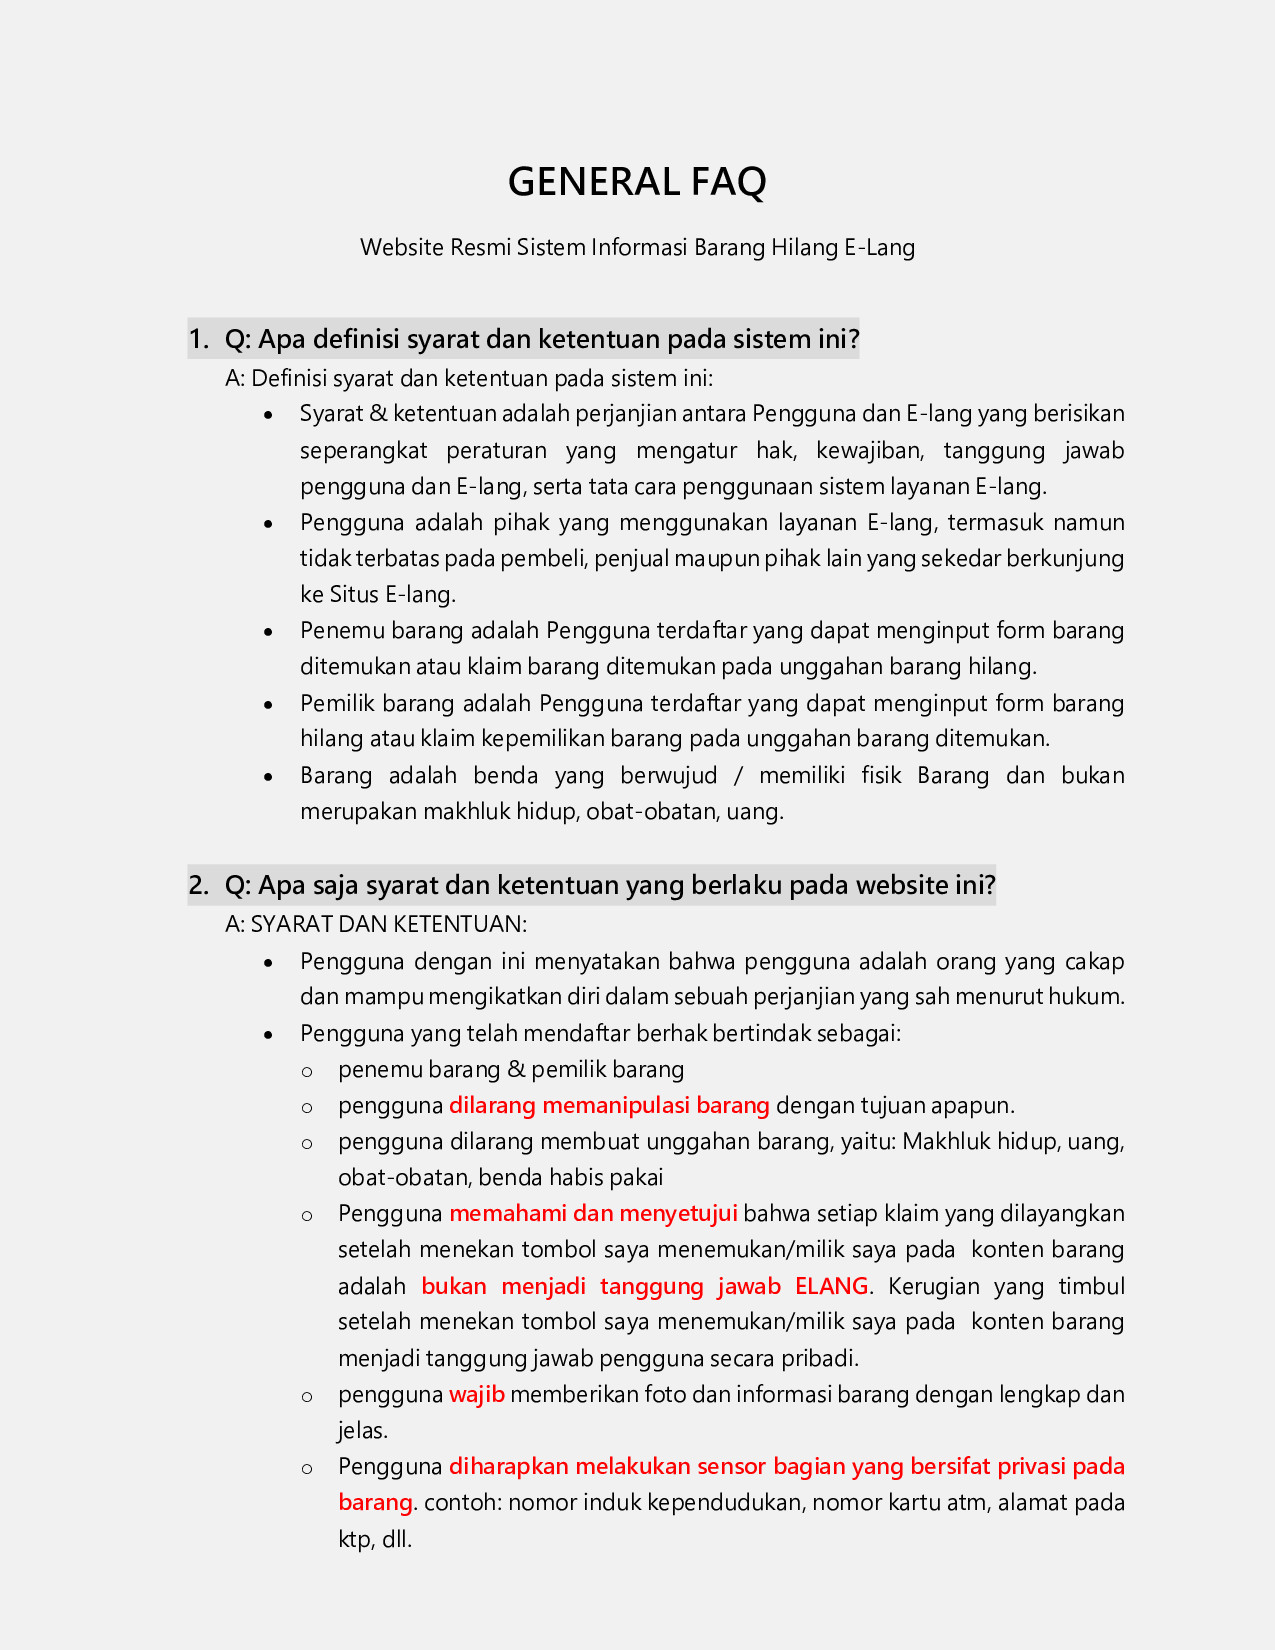 GENERAL FAQ
Website Resmi Sistem Informasi Barang Hilang E-Lang
1. Q: Apa definisi syarat dan ketentuan pada sistem ini?
A: Definisi syarat dan ketentuan pada sistem ini:
• Syarat & ketentuan adalah perjanjian antara Pengguna dan E-lang yang berisikan
seperangkat peraturan yang mengatur hak, kewajiban, tanggung jawab
pengguna dan E-lang, serta tata cara penggunaan sistem layanan E-lang.
• Pengguna adalah pihak yang menggunakan layanan E-lang, termasuk namun
tidak terbatas pada pembeli, penjual maupun pihak lain yang sekedar berkunjung
ke Situs E-lang.
• Penemu barang adalah Pengguna terdaftar yang dapat menginput form barang
ditemukan atau klaim barang ditemukan pada unggahan barang hilang.
• Pemilik barang adalah Pengguna terdaftar yang dapat menginput form barang
hilang atau klaim kepemilikan barang pada unggahan barang ditemukan.
• Barang adalah benda yang berwujud / memiliki fisik Barang dan bukan
merupakan makhluk hidup, obat-obatan, uang.
2. Q: Apa saja syarat dan ketentuan yang berlaku pada website ini?
A: SYARAT DAN KETENTUAN:
• Pengguna dengan ini menyatakan bahwa pengguna adalah orang yang cakap
dan mampu mengikatkan diri dalam sebuah perjanjian yang sah menurut hukum.
• Pengguna yang telah mendaftar berhak bertindak sebagai:
o penemu barang & pemilik barang
o pengguna dilarang memanipulasi barang dengan tujuan apapun.
o pengguna dilarang membuat unggahan barang, yaitu: Makhluk hidup, uang,
obat-obatan, benda habis pakai
o Pengguna memahami dan menyetujui bahwa setiap klaim yang dilayangkan
setelah menekan tombol saya menemukan/milik saya pada konten barang
adalah bukan menjadi tanggung jawab ELANG. Kerugian yang timbul
setelah menekan tombol saya menemukan/milik saya pada konten barang
menjadi tanggung jawab pengguna secara pribadi.
o pengguna wajib memberikan foto dan informasi barang dengan lengkap dan
jelas.
o Pengguna diharapkan melakukan sensor bagian yang bersifat privasi pada
barang. contoh: nomor induk kependudukan, nomor kartu atm, alamat pada
ktp, dll.